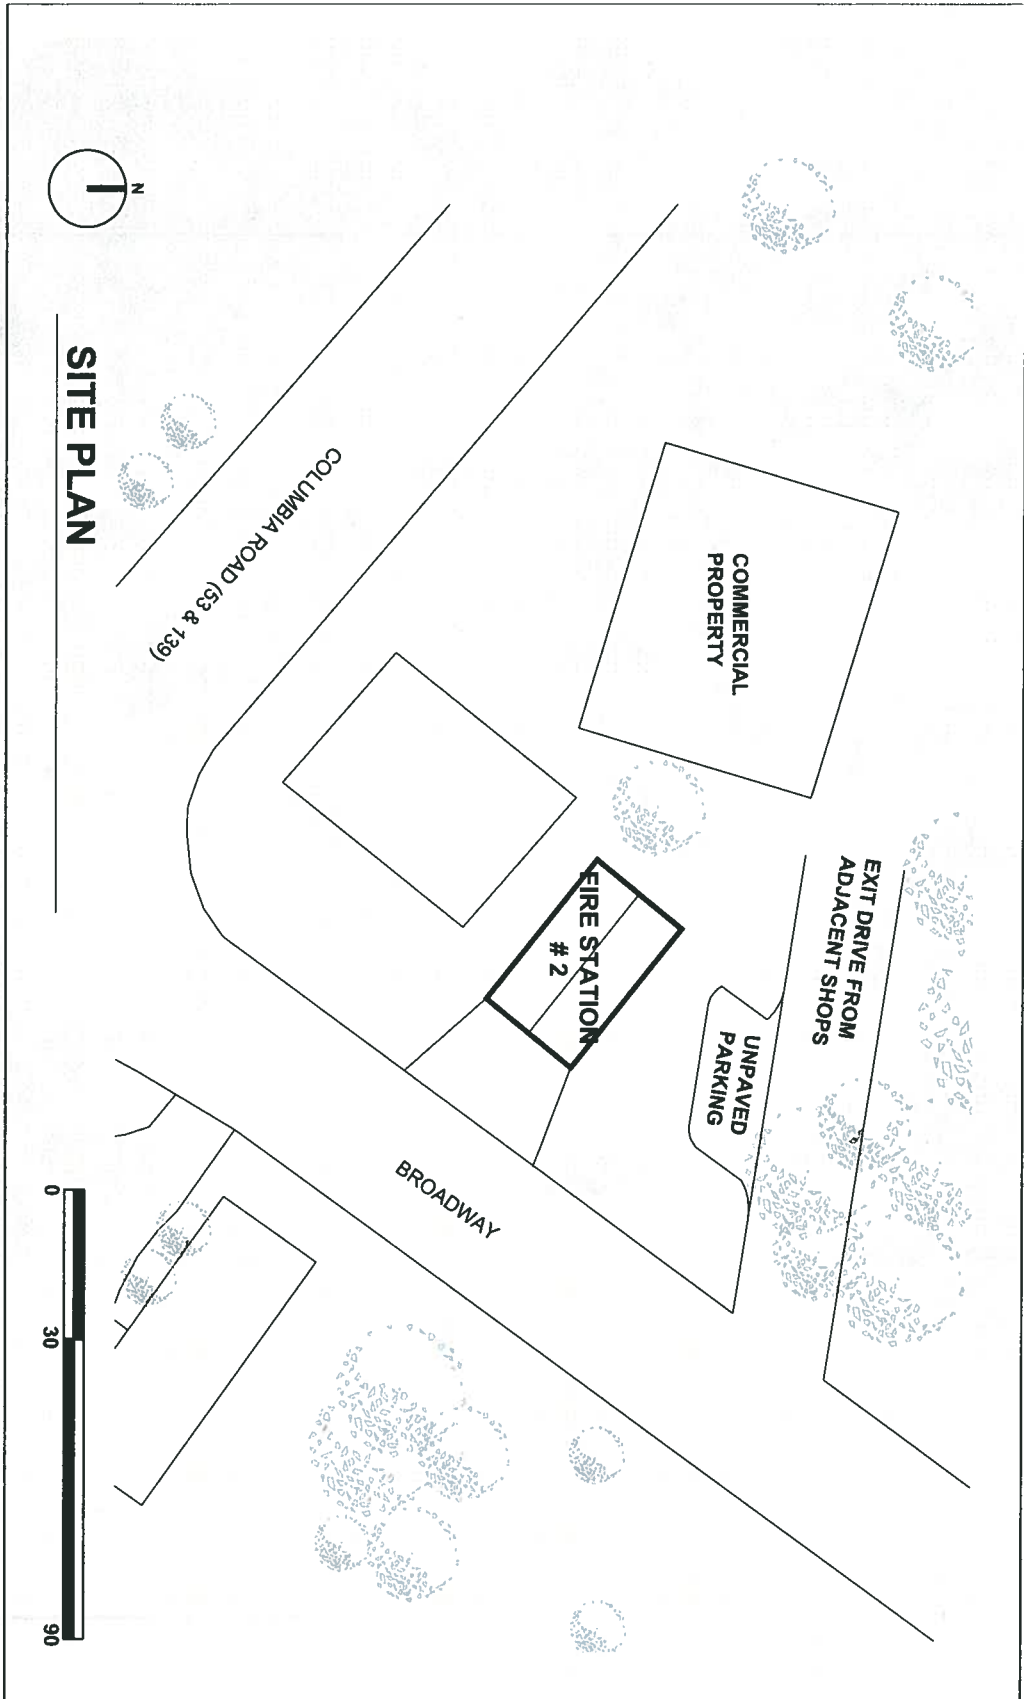 EXIT DRIVE FROM
ADJACENT SHOPS
COMMERCIAL
PROPERTY
UNPAVED
PARKING
FIRE STATION
# 2
COLUMBIA ROAD (53 & 139)
BROADWAY
N
SITE PLAN
0
30
90